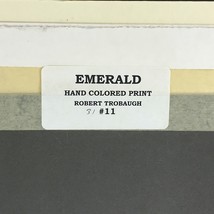 EMERALD
HAND COLORED PRINT
ROBERT TROBAUGH
#11